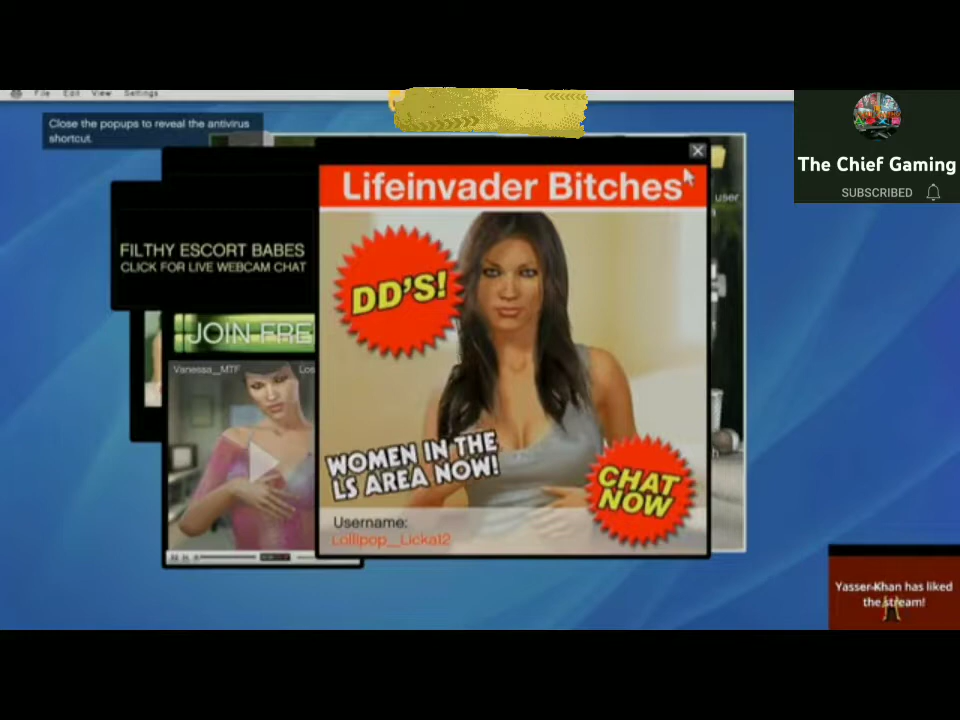 File Edit View Settings
Close the popups to reveal the antivirus
shortcut.
The Chief Gaming
SUBSCRIBED
Lifeinvader Bitches
user
FILTHY ESCORT BABES
CLICK FOR LIVE WEBCAM CHAT
DD'S!
JOIN FRE
Vanessa_MTF Los
WOMEN IN THE
LS AREA NOW!
CHAT
NOW
Username:
Lollipop_Licka12
Yasser Khan has liked
the stream!